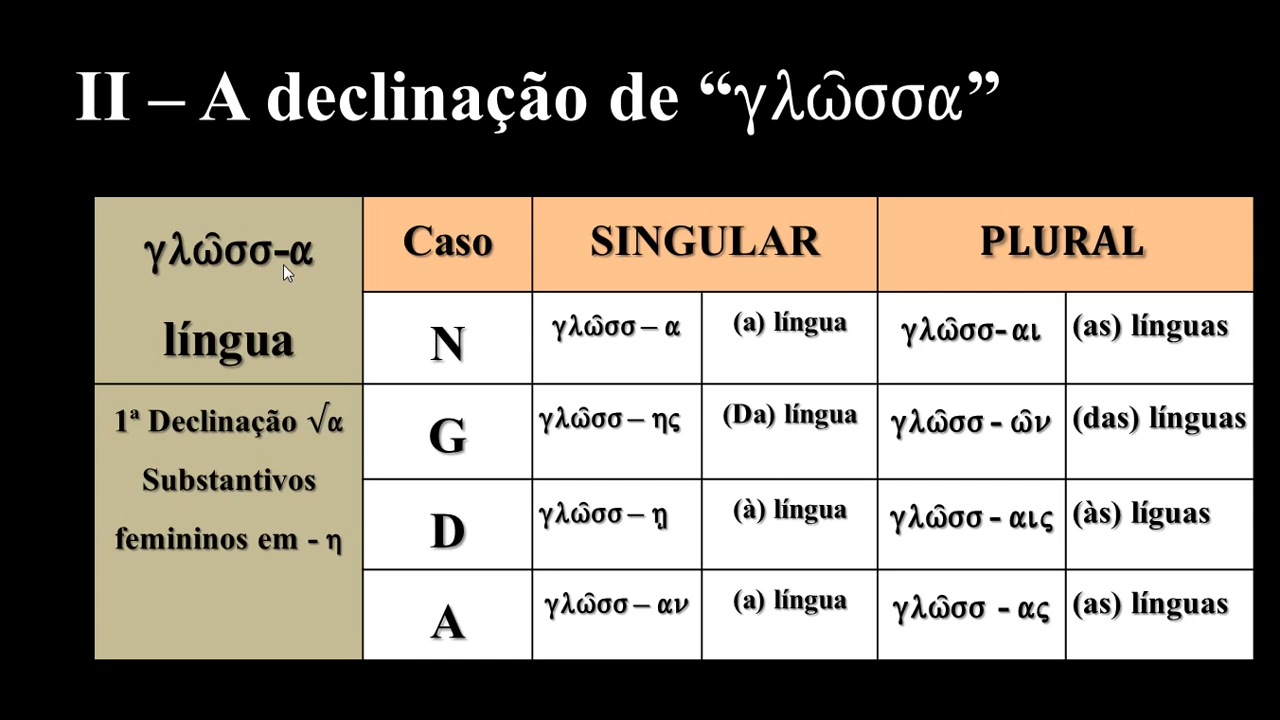 II – A declinação de “γλῶσσα”
γλῶσσ-α
língua
1ª Declinação √α
Substantivos
femininos em - η
Caso SINGULAR PLURAL
N γλῶσσ – α (a) língua γλῶσσ- αι (as) línguas
G γλῶσσ – ης (Da) língua γλῶσσ - ῶν (das) línguas
D γλῶσσ – ῃ (à) língua γλῶσσ - αις (às) líguas
A γλῶσσ – αν (a) língua γλῶσσ - ας (as) línguas